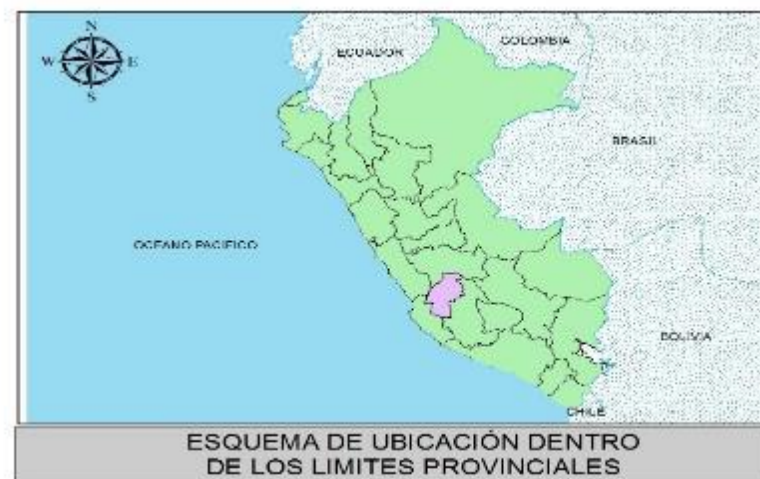 N
W E
S
ECUADOR
COLOMBIA
BRASIL
OCEANO PACIFICO
BOLIVIA
CHILE
ESQUEMA DE UBICACIÓN DENTRO
DE LOS LIMITES PROVINCIALES